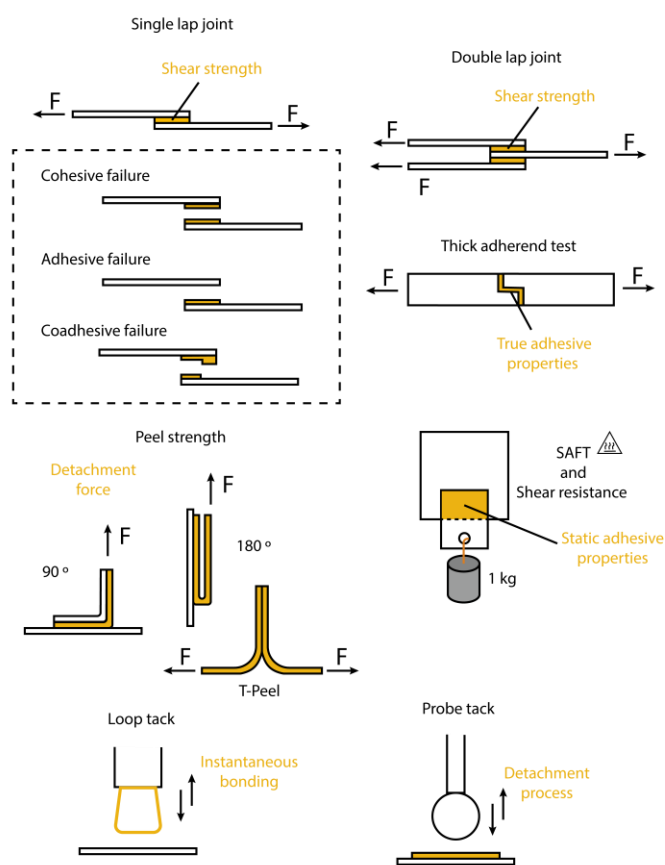 Single lap joint
Shear strength
F
F
Double lap joint
Shear strength
F
F
F
Cohesive failure
Adhesive failure
Coadhesive failure
Thick adherend test
F
F
True adhesive
properties
Peel strength
Detachment
force
F
90 º
F
180 º
F
F
T-Peel
SAFT
and
Shear resistance
Static adhesive
properties
1 kg
Loop tack
Instantaneous
bonding
Probe tack
Detachment
process